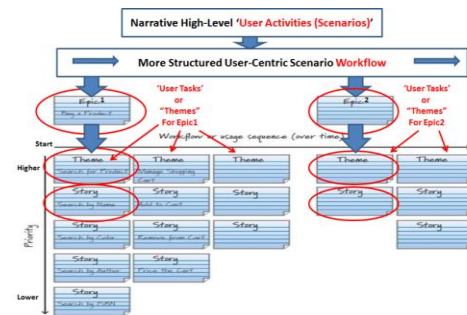 Narrative High-Level ‘User Activities (Scenarios)’
More Structured User-Centric Scenario Workflow
Epic1
Buy a Product
‘User Tasks’
or
“Themes”
For Epic1
Epic2
‘User Tasks’
or
“Themes”
For Epic2
Start
Workflow or usage sequence (over time)
Higher
Priority
Lower
Theme
Search for Product
Theme
Manage Shopping
Cart
Theme
Theme
Theme
Story
Search by Name
Story
Add to Cart
Story
Story
Story
Story
Search by Color
Story
Remove from Cart
Story
Story
Story
Search by Author
Story
Price the Cart
Story
Search by ISBN